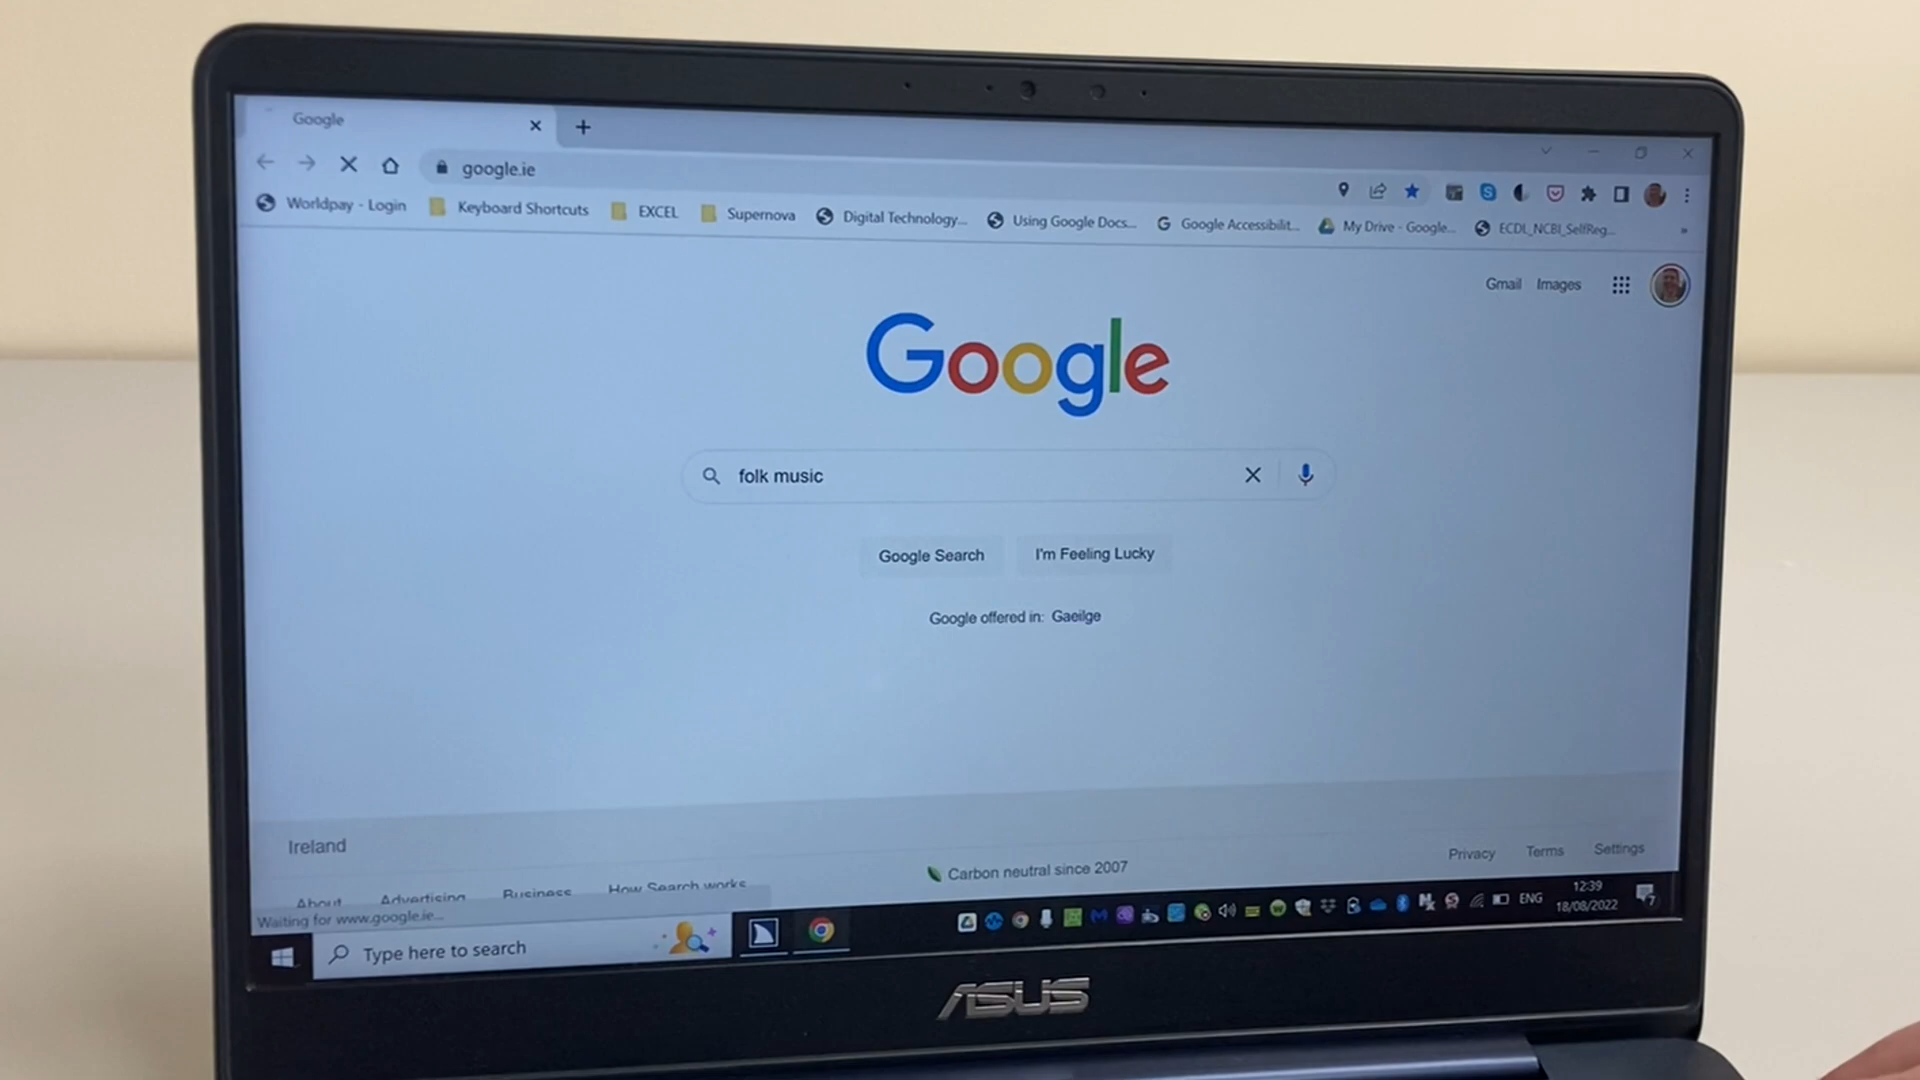 Google
google.ie
Worldpay - Login Keyboard Shortcuts EXCEL Supernova Digital Technology... Using Google Docs... Google Accessibilit... My Drive - Google... ECDL_NCBI_SelfReg... »
Gmail Images
Google
folk music
Google Search I'm Feeling Lucky
Google offered in: Gaeilge
Ireland
Carbon neutral since 2007
About Advertising Business How Search works
Privacy Terms Settings
Waiting for www.google.ie...
Type here to search
ENG 12:39
18/08/2022
7
ASUS